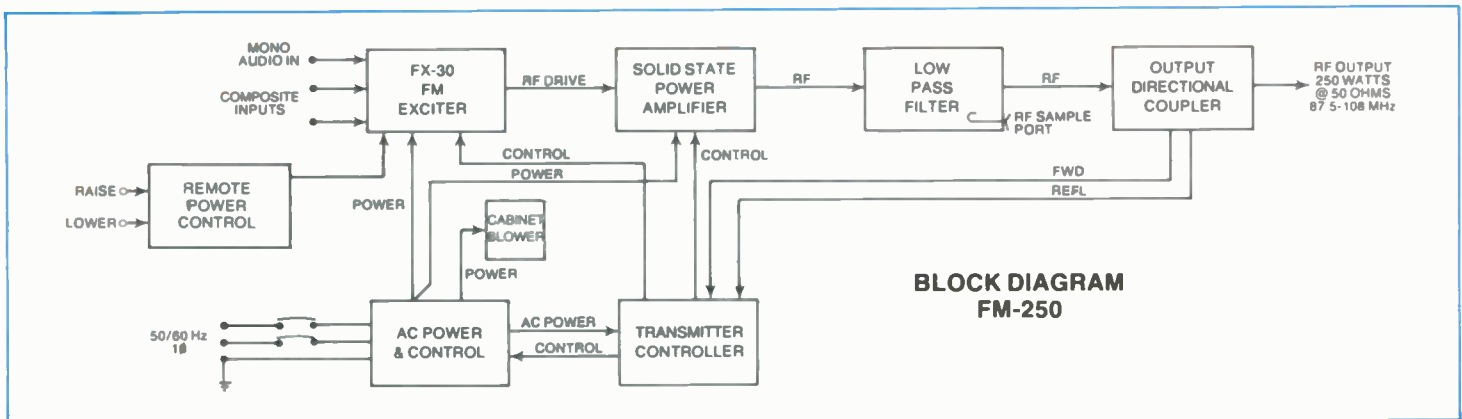 MONO
AUDIO IN
COMPOSITE
INPUTS
FX-30
FM
EXCITER
RF DRIVE
SOLID STATE
POWER
AMPLIFIER
RF
LOW
PASS
FILTER
RF SAMPLE
PORT
RF
OUTPUT
DIRECTIONAL
COUPLER
RF OUTPUT
250 WATTS
@ 50 OHMS
87 5-108 MHz
RAISE
LOWER
REMOTE
POWER
CONTROL
POWER
CONTROL
POWER
CONTROL
FWD
REFL
CABINET
BLOWER
POWER
50/60 Hz
1Ø
AC POWER
& CONTROL
AC POWER
CONTROL
TRANSMITTER
CONTROLLER
BLOCK DIAGRAM
FM-250